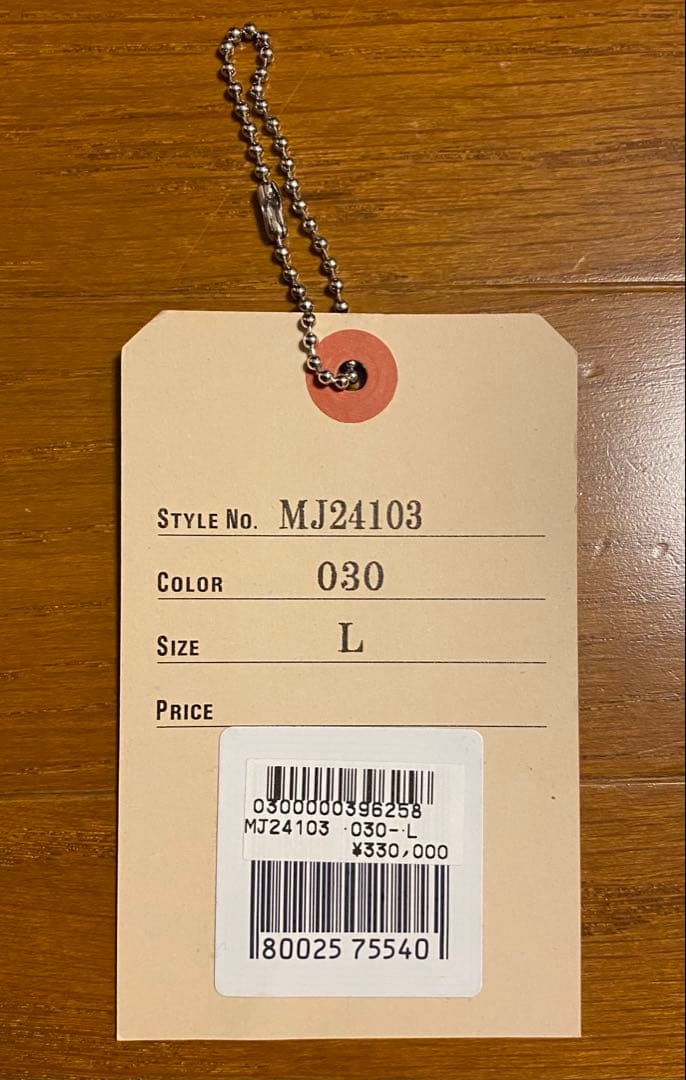 STYLE NO. MJ24103
COLOR 030
SIZE L
PRICE
0300000396258
MJ24103 030--L
¥330,000
80025 75540